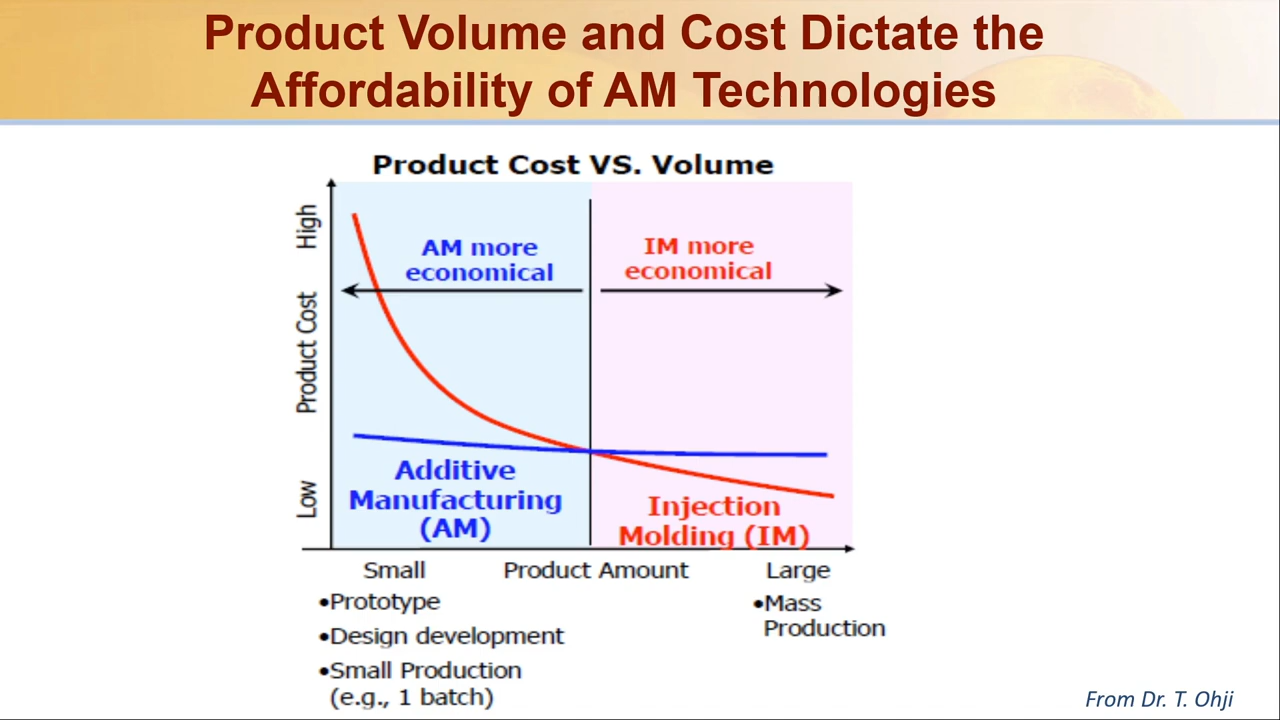 Product Volume and Cost Dictate the
Affordability of AM Technologies
Product Cost VS. Volume
High
Product Cost
Low
AM more
economical
IM more
economical
Additive
Manufacturing
(AM)
Injection
Molding (IM)
Small
Product Amount
Large
•Prototype
•Design development
•Small Production
(e.g., 1 batch)
•Mass
Production
From Dr. T. Ohji